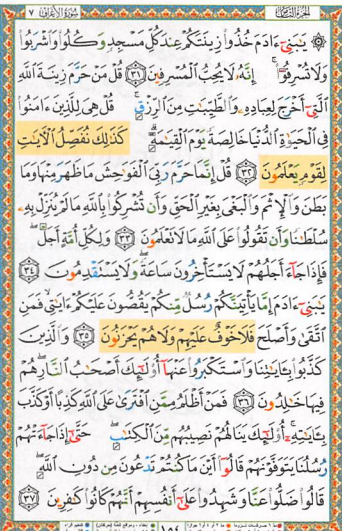 الجزء الثامن ٧ سورة الأعراف
۞ يَٰبَنِىٓ ءَادَمَ خُذُوا۟ زِينَتَكُمْ عِندَ كُلِّ مَسْجِدٍ وَكُلُوا۟ وَٱشْرَبُوا۟
وَلَا تُسْرِفُوٓا۟ ۚ إِنَّهُۥ لَا يُحِبُّ ٱلْمُسْرِفِينَ ﴿٣١﴾ قُلْ مَنْ حَرَّمَ زِينَةَ ٱللَّهِ
ٱلَّتِىٓ أَخْرَجَ لِعِبَادِهِۦ وَٱلطَّيِّبَٰتِ مِنَ ٱلرِّزْقِ ۚ قُلْ هِىَ لِلَّذِينَ ءَامَنُوا۟
فِى ٱلْحَيَوٰةِ ٱلدُّنْيَا خَالِصَةً يَوْمَ ٱلْقِيَٰمَةِ ۗ كَذَٰلِكَ نُفَصِّلُ ٱلْءَايَٰتِ
لِقَوْمٍ يَعْلَمُونَ ﴿٣٢﴾ قُلْ إِنَّمَا حَرَّمَ رَبِّىَ ٱلْفَوَٰحِشَ مَا ظَهَرَ مِنْهَا وَمَا
بَطَنَ وَٱلْإِثْمَ وَٱلْبَغْىَ بِغَيْرِ ٱلْحَقِّ وَأَن تُشْرِكُوا۟ بِٱللَّهِ مَا لَمْ يُنَزِّلْ بِهِۦ
سُلْطَٰنًا وَأَن تَقُولُوا۟ عَلَى ٱللَّهِ مَا لَا تَعْلَمُونَ ﴿٣٣﴾ وَلِكُلِّ أُمَّةٍ أَجَلٌ ۖ
فَإِذَا جَآءَ أَجَلُهُمْ لَا يَسْتَأْخِرُونَ سَاعَةً ۖ وَلَا يَسْتَقْدِمُونَ ﴿٣٤﴾
يَٰبَنِىٓ ءَادَمَ إِمَّا يَأْتِيَنَّكُمْ رُسُلٌ مِّنكُمْ يَقُصُّونَ عَلَيْكُمْ ءَايَٰتِى ۙ فَمَنِ
ٱتَّقَىٰ وَأَصْلَحَ فَلَا خَوْفٌ عَلَيْهِمْ وَلَا هُمْ يَحْزَنُونَ ﴿٣٥﴾ وَٱلَّذِينَ
كَذَّبُوا۟ بِـَٔايَٰتِنَا وَٱسْتَكْبَرُوا۟ عَنْهَآ أُو۟لَٰٓئِكَ أَصْحَٰبُ ٱلنَّارِ ۖ هُمْ
فِيهَا خَٰلِدُونَ ﴿٣٦﴾ فَمَنْ أَظْلَمُ مِمَّنِ ٱفْتَرَىٰ عَلَى ٱللَّهِ كَذِبًا أَوْ كَذَّبَ
بِـَٔايَٰتِهِۦٓ ۚ أُو۟لَٰٓئِكَ يَنَالُهُمْ نَصِيبُهُم مِّنَ ٱلْكِتَٰبِ ۖ حَتَّىٰٓ إِذَا جَآءَتْهُمْ
رُسُلُنَا يَتَوَفَّوْنَهُمْ قَالُوٓا۟ أَيْنَ مَا كُنتُمْ تَدْعُونَ مِن دُونِ ٱللَّهِ ۖ
قَالُوا۟ ضَلُّوا۟ عَنَّا وَشَهِدُوا۟ عَلَىٰٓ أَنفُسِهِمْ أَنَّهُمْ كَانُوا۟ كَٰفِرِينَ ﴿٣٧﴾
١٥٤